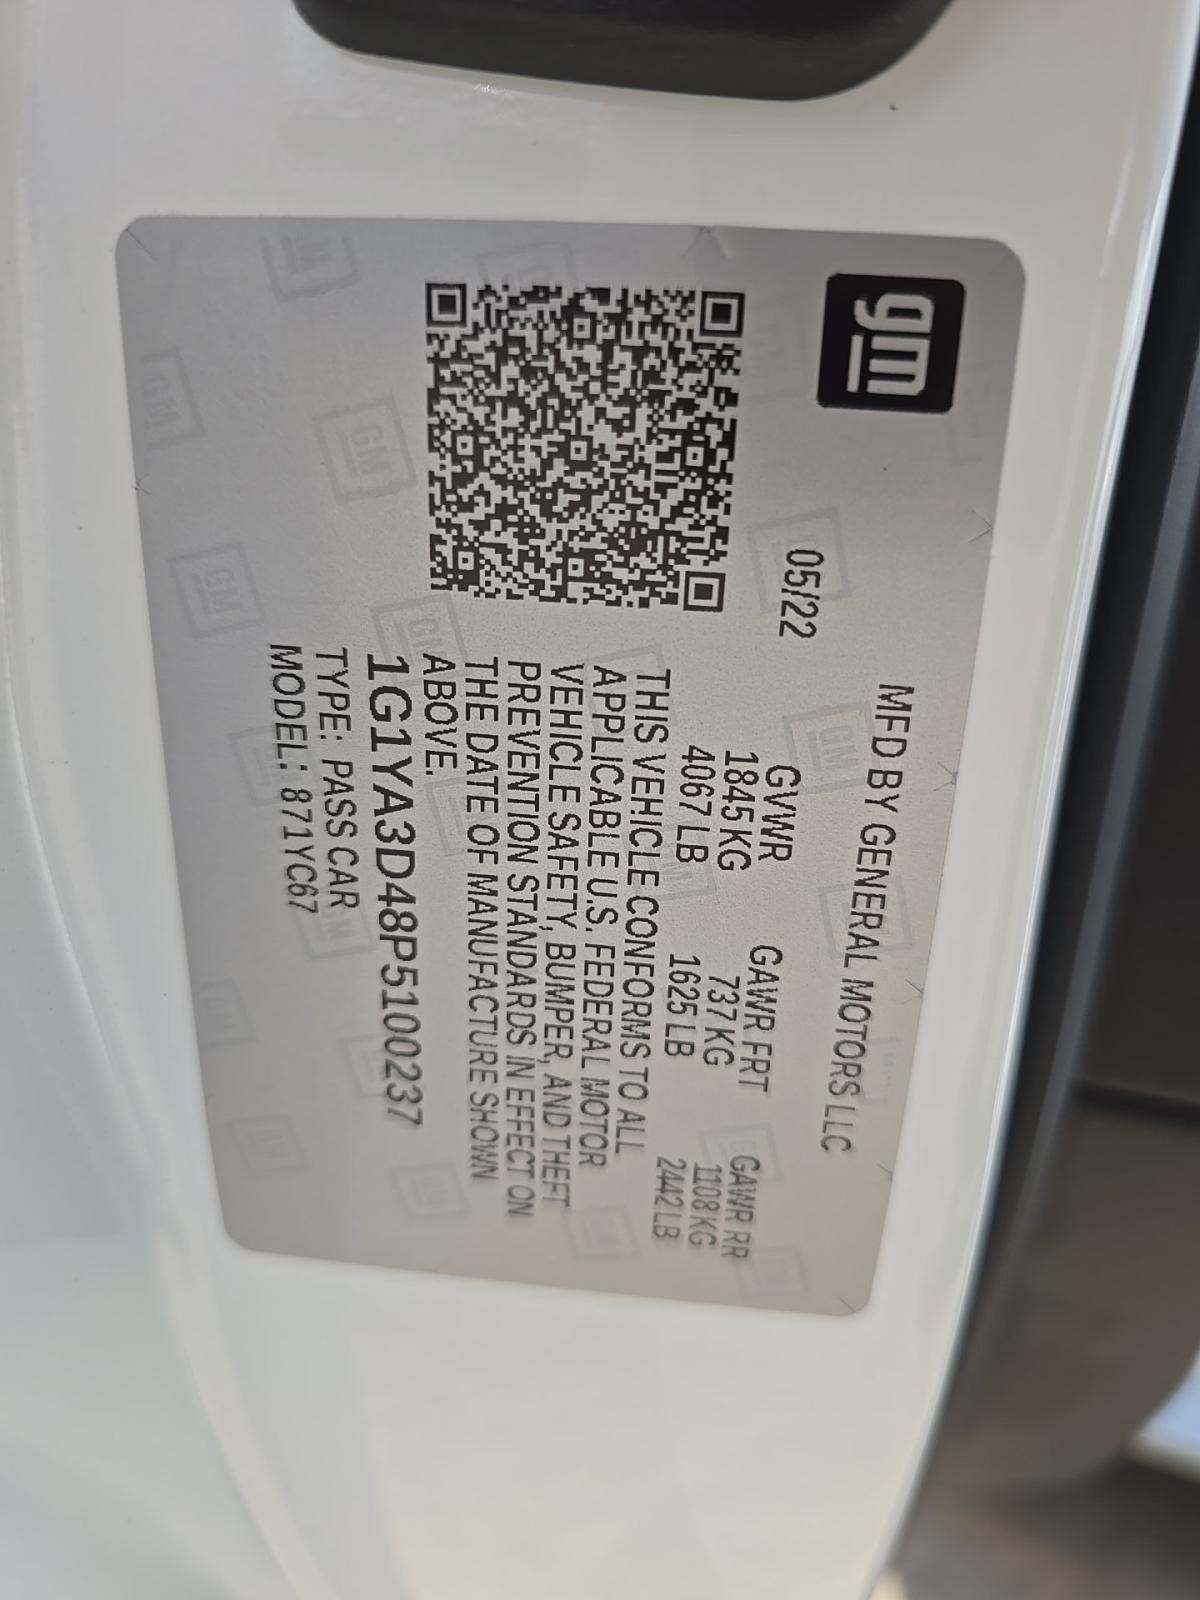 gm
MFD BY GENERAL MOTORS LLC
05/22
GVWR GAWR FRT GAWR RR
1845 KG 737 KG 1108 KG
4067 LB 1625 LB 2442 LB
THIS VEHICLE CONFORMS TO ALL
APPLICABLE U.S. FEDERAL MOTOR
VEHICLE SAFETY, BUMPER, AND THEFT
PREVENTION STANDARDS IN EFFECT ON
THE DATE OF MANUFACTURE SHOWN
ABOVE.
1G1YA3D48P5100237
TYPE: PASS CAR
MODEL: 871YC67